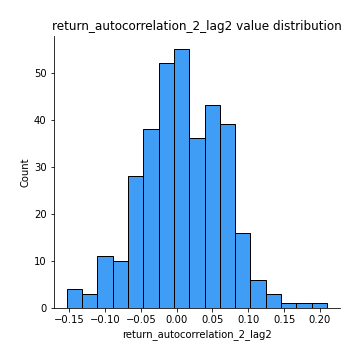 return_autocorrelation_2_lag2 value distribution
Count
50
40
30
20
10
0
−0.15 −0.10 −0.05 0.00 0.05 0.10 0.15 0.20
return_autocorrelation_2_lag2